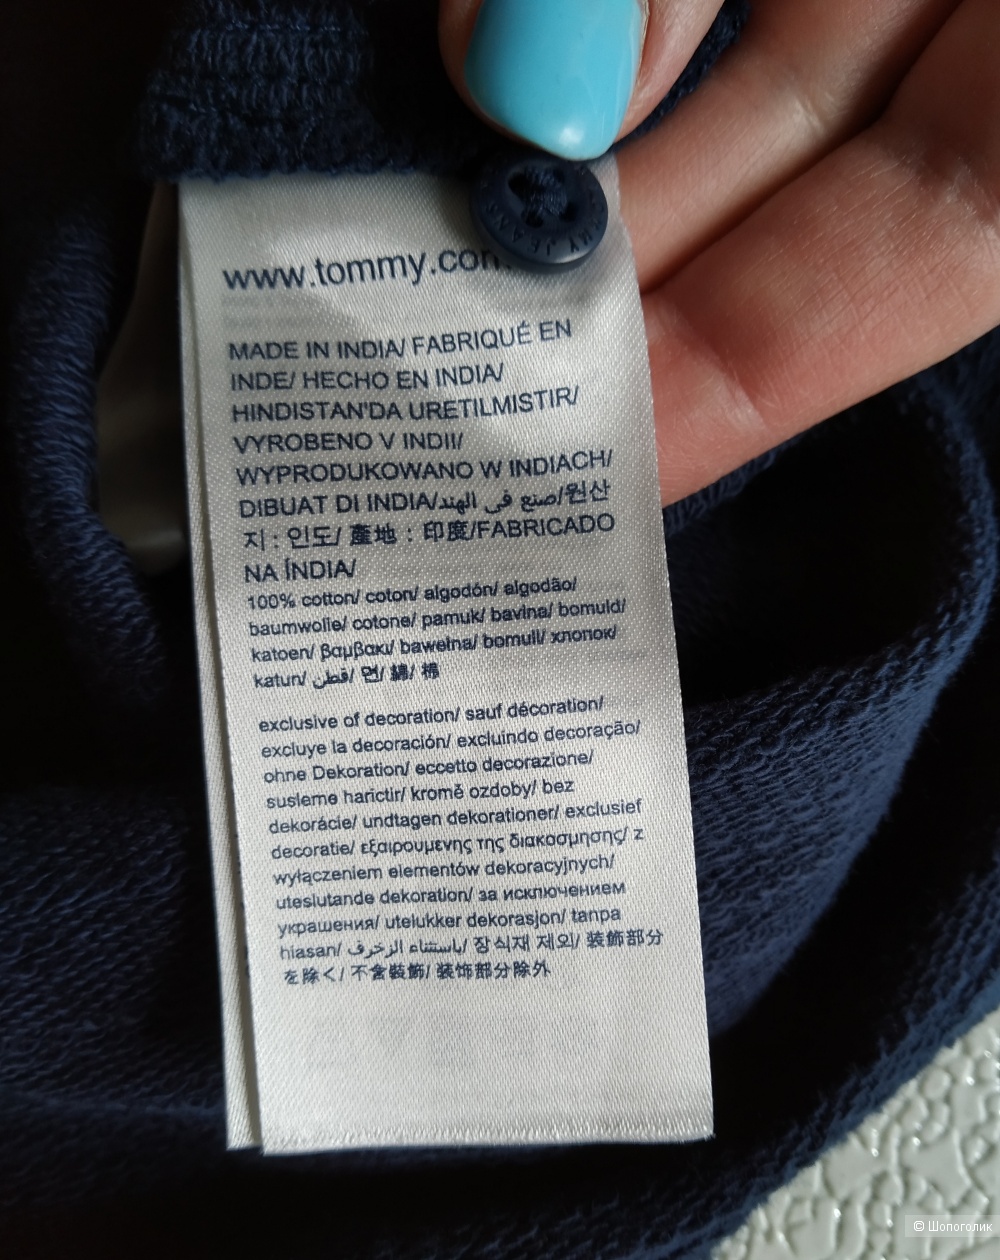 MMY JEAN
www.tommy.com
MADE IN INDIA/ FABRIQUÉ EN
INDE/ HECHO EN INDIA/
HINDISTAN'DA URETILMISTIR/
VYROBENO V INDII/
WYPRODUKOWANO W INDIACH/
DIBUAT DI INDIA/صنع في الهند/원산
지 : 인도/ 產地 : 印度/FABRICADO
NA ÍNDIA/
100% cotton/ coton/ algodón/ algodão/
baumwolle/ cotone/ pamuk/ bavlna/ bomuld/
katoen/ βαμβακι/ bawełna/ bomull/ хлопок/
katun/ قطن/ 면/ 綿/ 棉
exclusive of decoration/ sauf décoration/
excluye la decoración/ excluindo decoração/
ohne Dekoration/ eccetto decorazione/
susleme harictir/ kromě ozdoby/ bez
dekorácie/ undtagen dekorationer/ exclusief
decoratie/ εξαιρουμενης της διακοσμησης/ z
wyłączeniem elementów dekoracyjnych/
uteslutande dekoration/ за исключением
украшения/ utelukker dekorasjon/ tanpa
hiasan/ باستثناء الزخرف/ 장식재 제외/ 装飾部分
を除く/ 不含裝飾/ 装饰部分除外
© Шопоголик